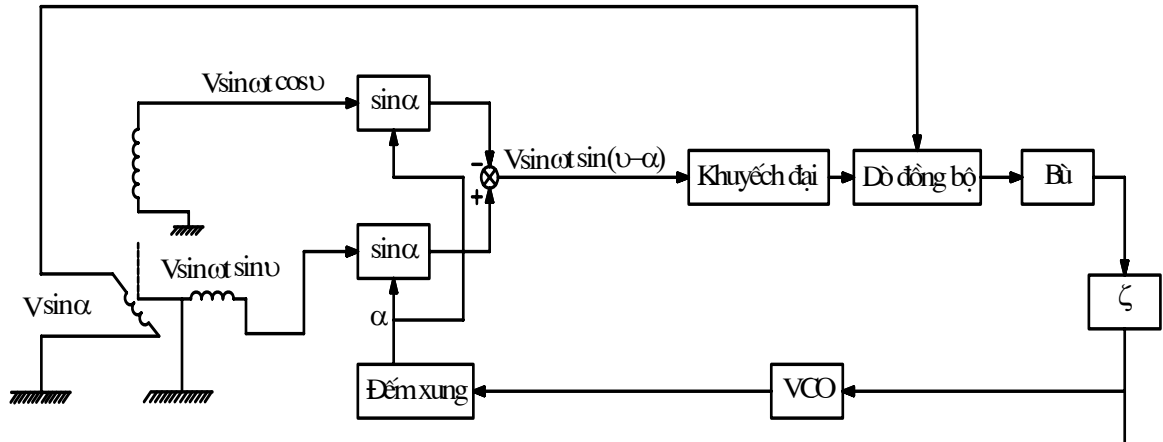 Vsinωt cosυ
sinα
-
Vsinωt sin(υ-α)
Khuyếch đại
Dò đồng bộ
Bù
+
sinα
Vsinωt sinυ
Vsinα
α
ζ
Đếm xung
VCO